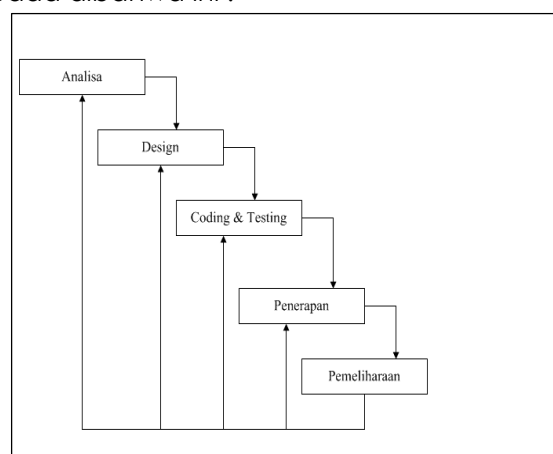 Analisa
Design
Coding & Testing
Penerapan
Pemeliharaan